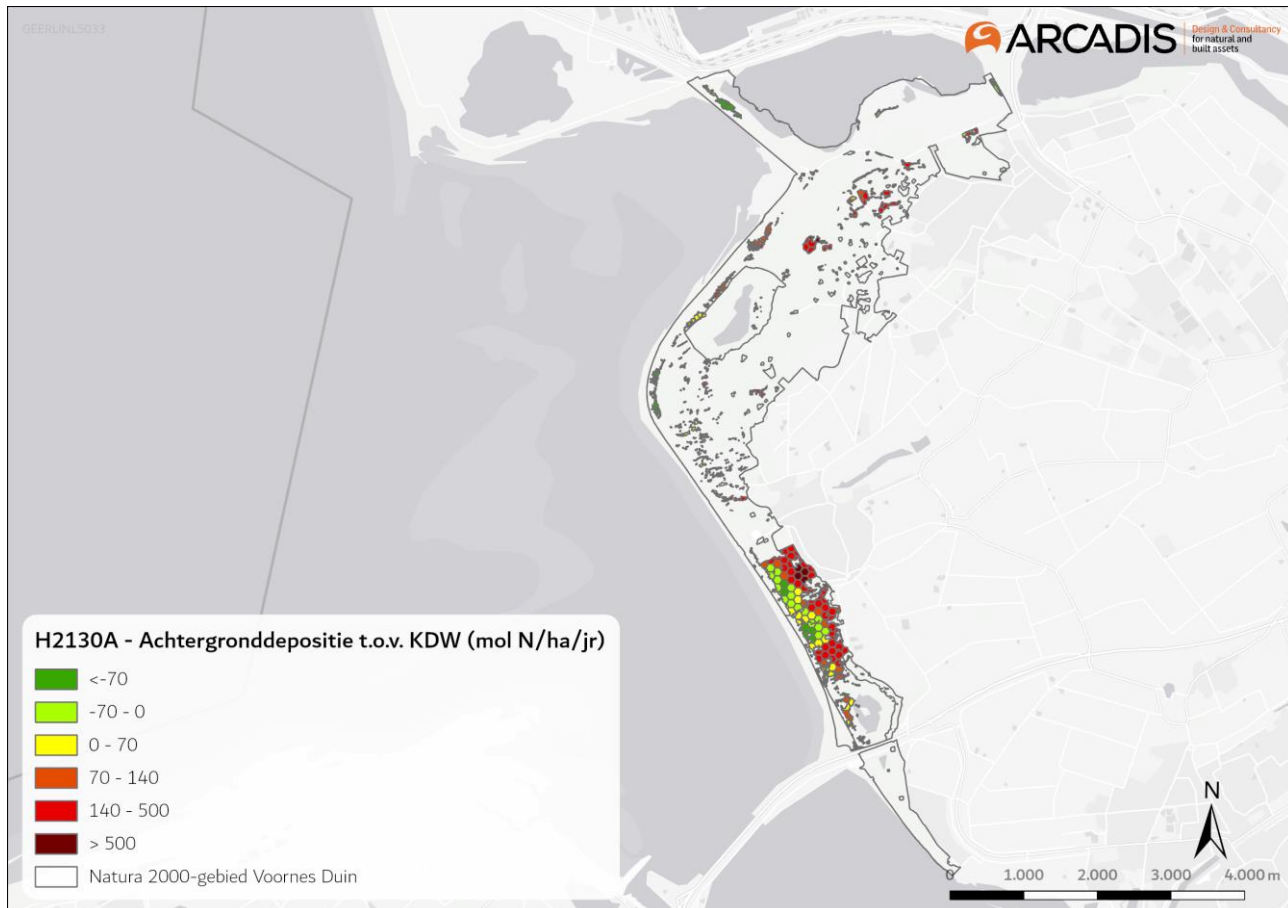 GEERLINL5033
ARCADIS
Design & Consultancy
for natural and
built assets
H2130A - Achtergronddepositie t.o.v. KDW (mol N/ha/jr)
<-70
-70 - 0
0 - 70
70 - 140
140 - 500
> 500
Natura 2000-gebied Voornes Duin
N
0 1.000 2.000 3.000 4.000 m